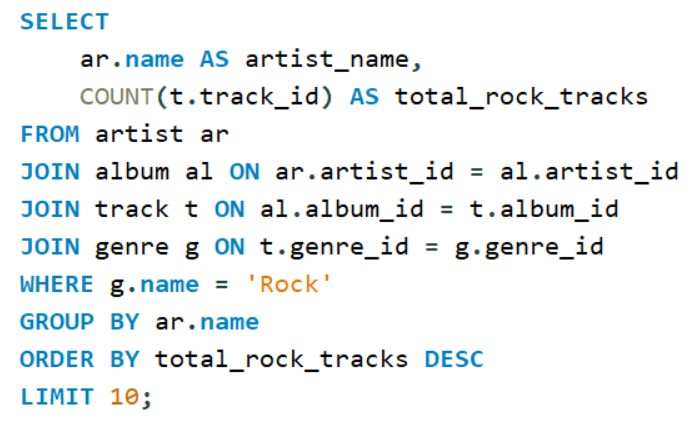 SELECT
    ar.name AS artist_name,
    COUNT(t.track_id) AS total_rock_tracks
FROM artist ar
JOIN album al ON ar.artist_id = al.artist_id
JOIN track t ON al.album_id = t.album_id
JOIN genre g ON t.genre_id = g.genre_id
WHERE g.name = 'Rock'
GROUP BY ar.name
ORDER BY total_rock_tracks DESC
LIMIT 10;